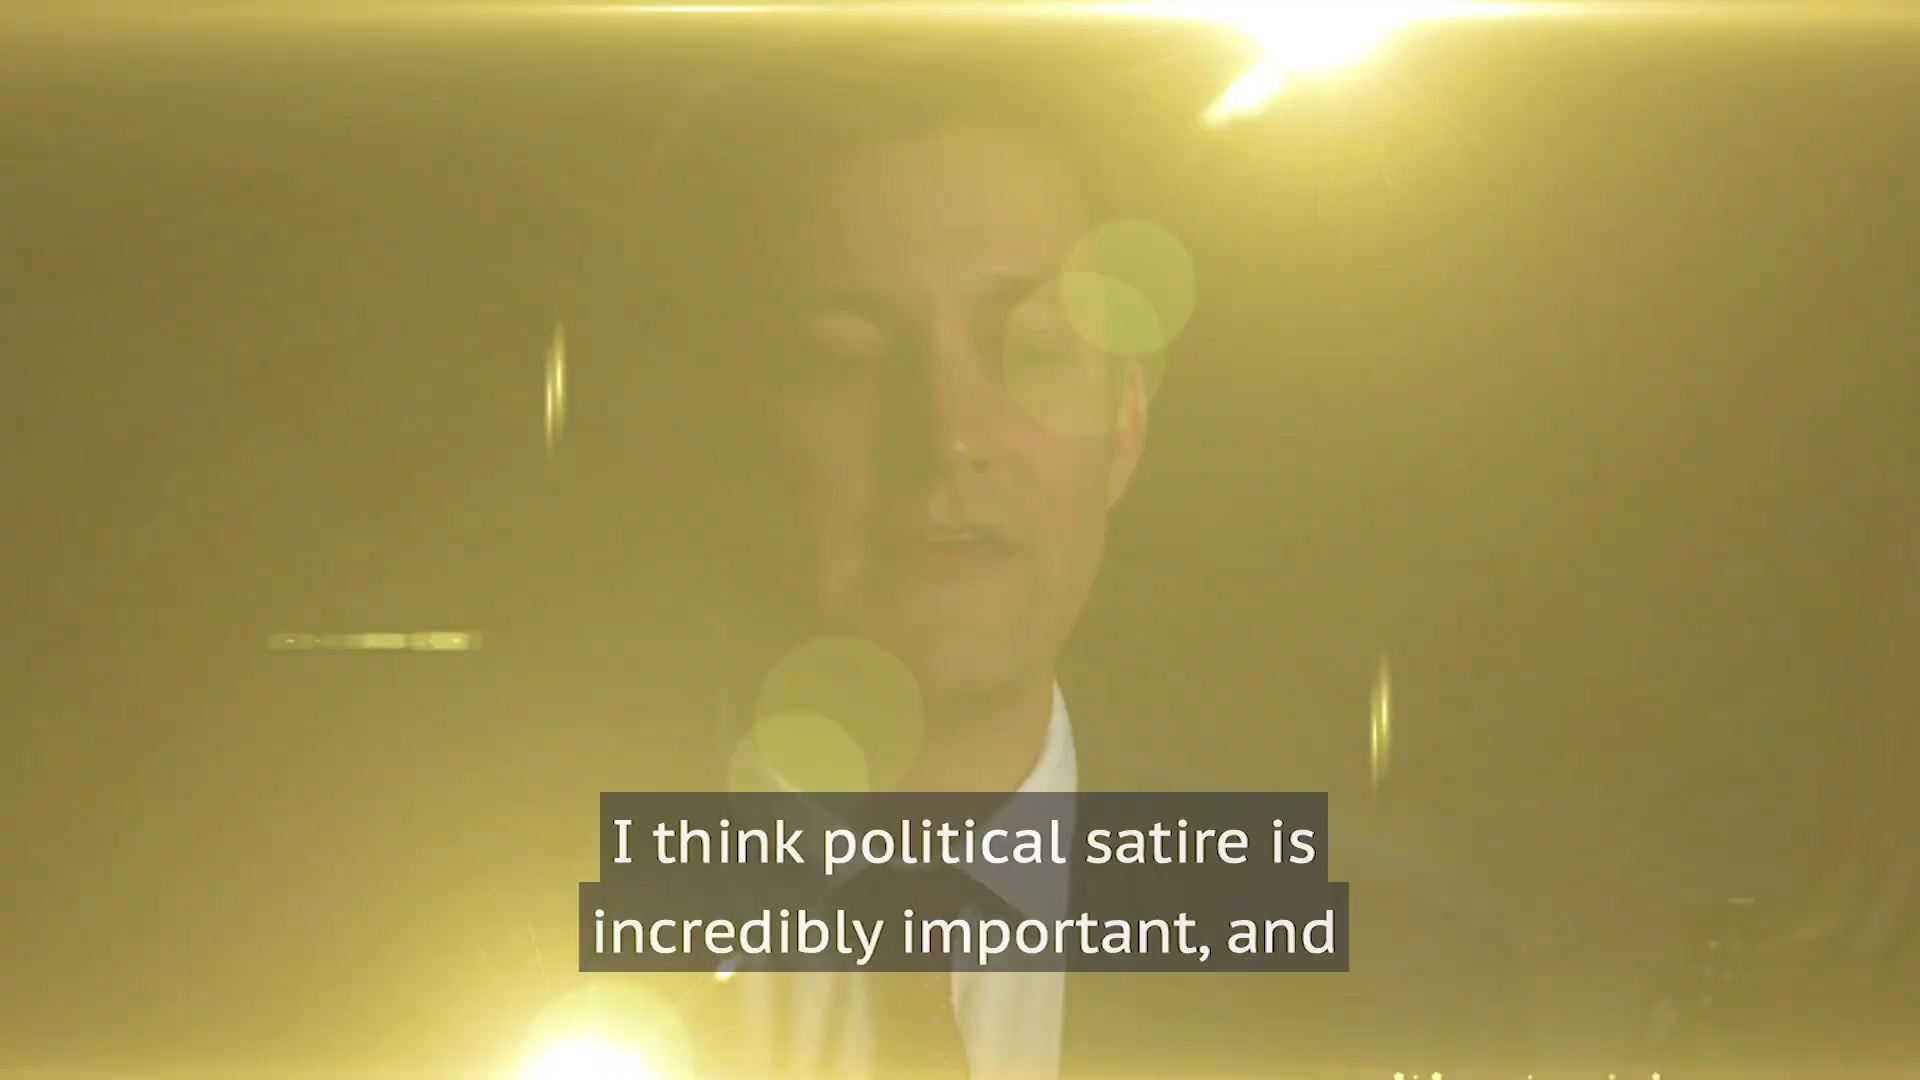 I think political satire is
incredibly important, and